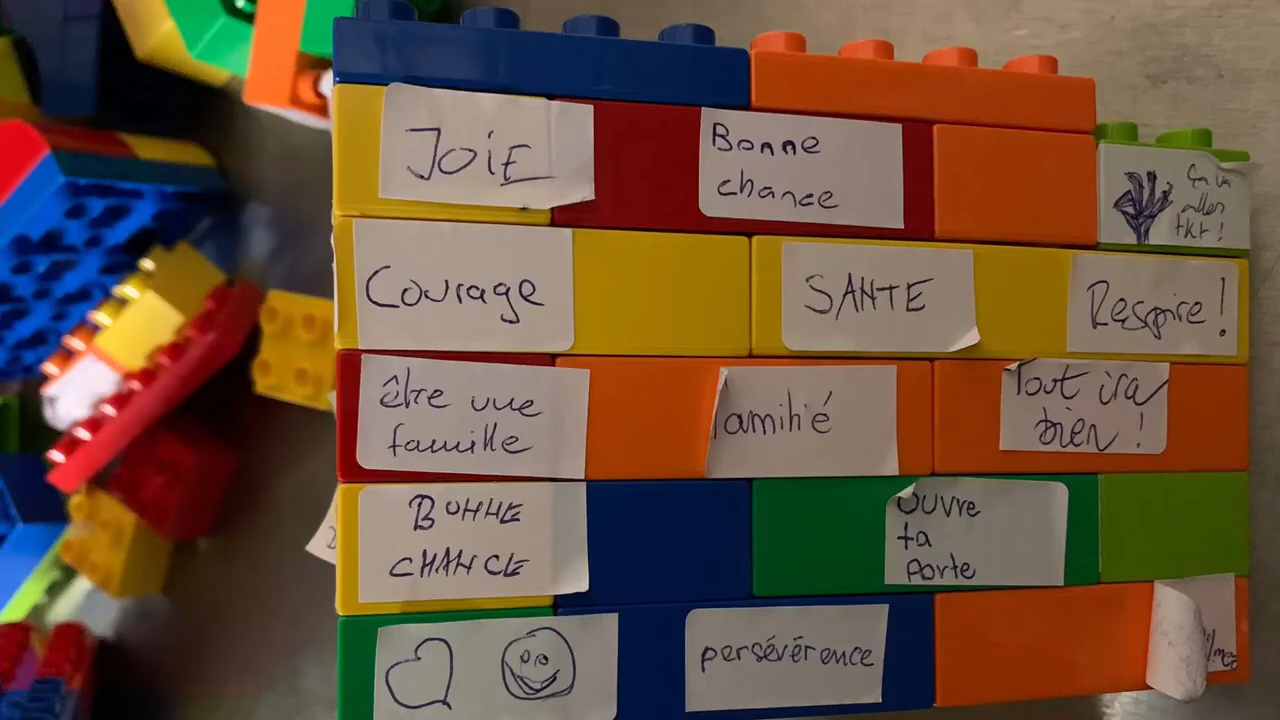 JOIE
Bonne
chance
ça va
aller
tkt !
Courage
SANTE
Respire !
être une
famille
l'amitié
Tout ira
bien !
BONNE
CHANCE
ouvre
ta
porte
persévérence